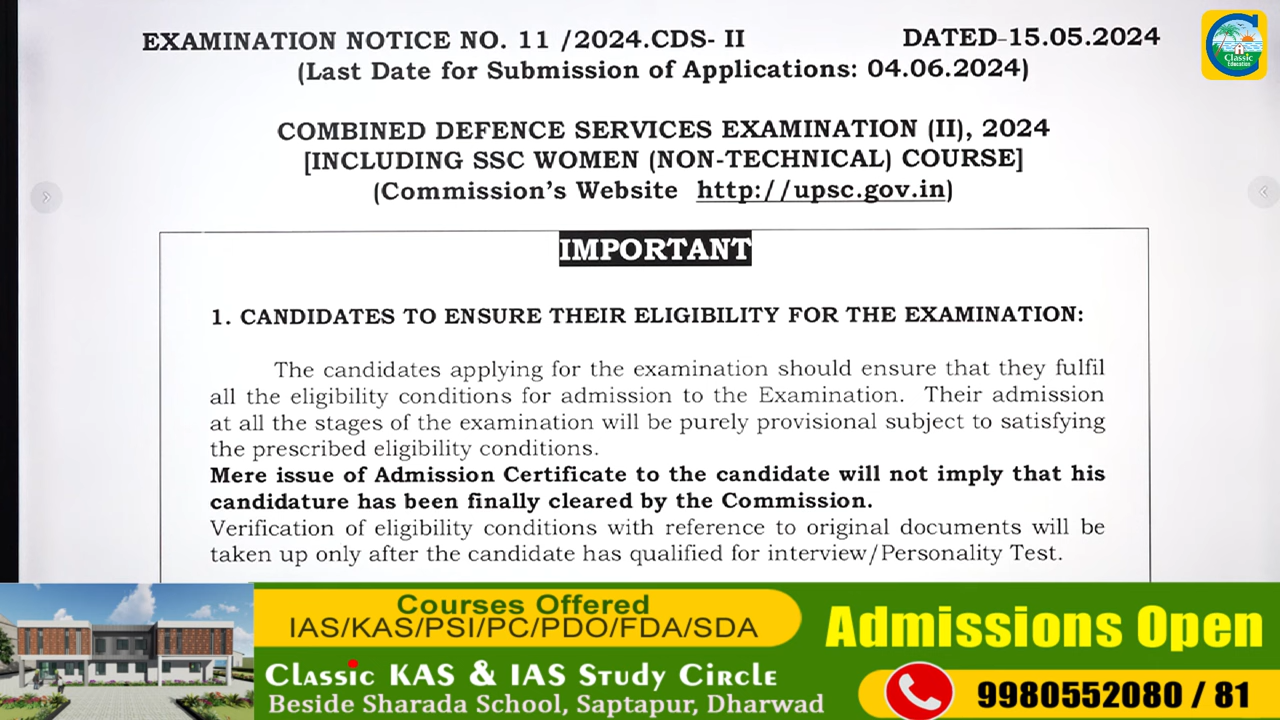 EXAMINATION NOTICE NO. 11 /2024.CDS- II DATED-15.05.2024
(Last Date for Submission of Applications: 04.06.2024)
COMBINED DEFENCE SERVICES EXAMINATION (II), 2024
[INCLUDING SSC WOMEN (NON-TECHNICAL) COURSE]
(Commission's Website http://upsc.gov.in)
IMPORTANT
1. CANDIDATES TO ENSURE THEIR ELIGIBILITY FOR THE EXAMINATION:
The candidates applying for the examination should ensure that they fulfil
all the eligibility conditions for admission to the Examination. Their admission
at all the stages of the examination will be purely provisional subject to satisfying
the prescribed eligibility conditions.
Mere issue of Admission Certificate to the candidate will not imply that his
candidature has been finally cleared by the Commission.
Verification of eligibility conditions with reference to original documents will be
taken up only after the candidate has qualified for interview/Personality Test.
Classic
Education
Courses Offered
IAS/KAS/PSI/PC/PDO/FDA/SDA
Classic KAS & IAS Study Circle
Beside Sharada School, Saptapur, Dharwad
Admissions Open
9980552080 / 81